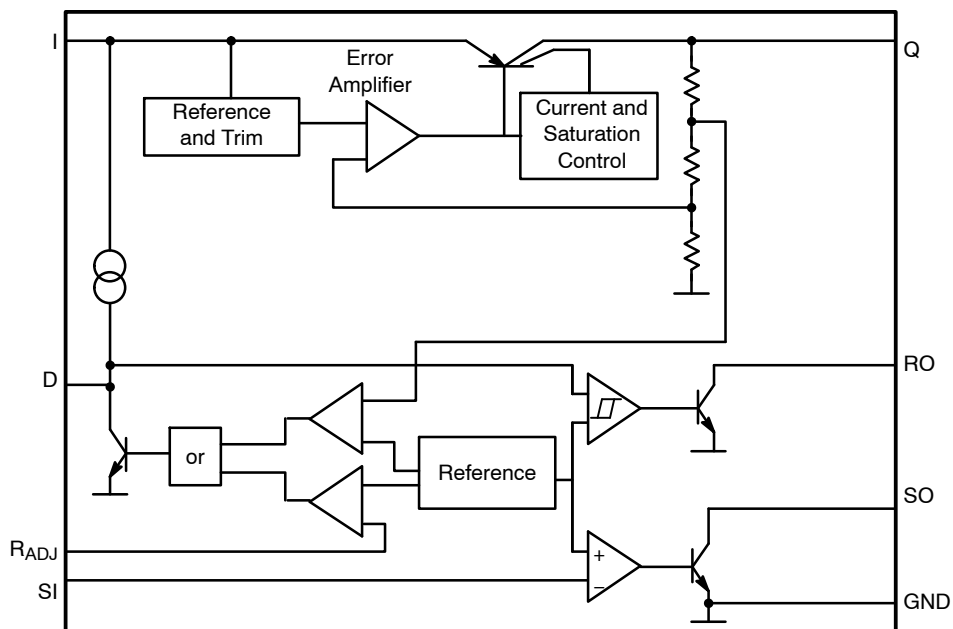 I
Q
Error
Amplifier
Reference
and Trim
Current and
Saturation
Control
D
RO
or
Reference
SO
RADJ
SI
+
−
GND